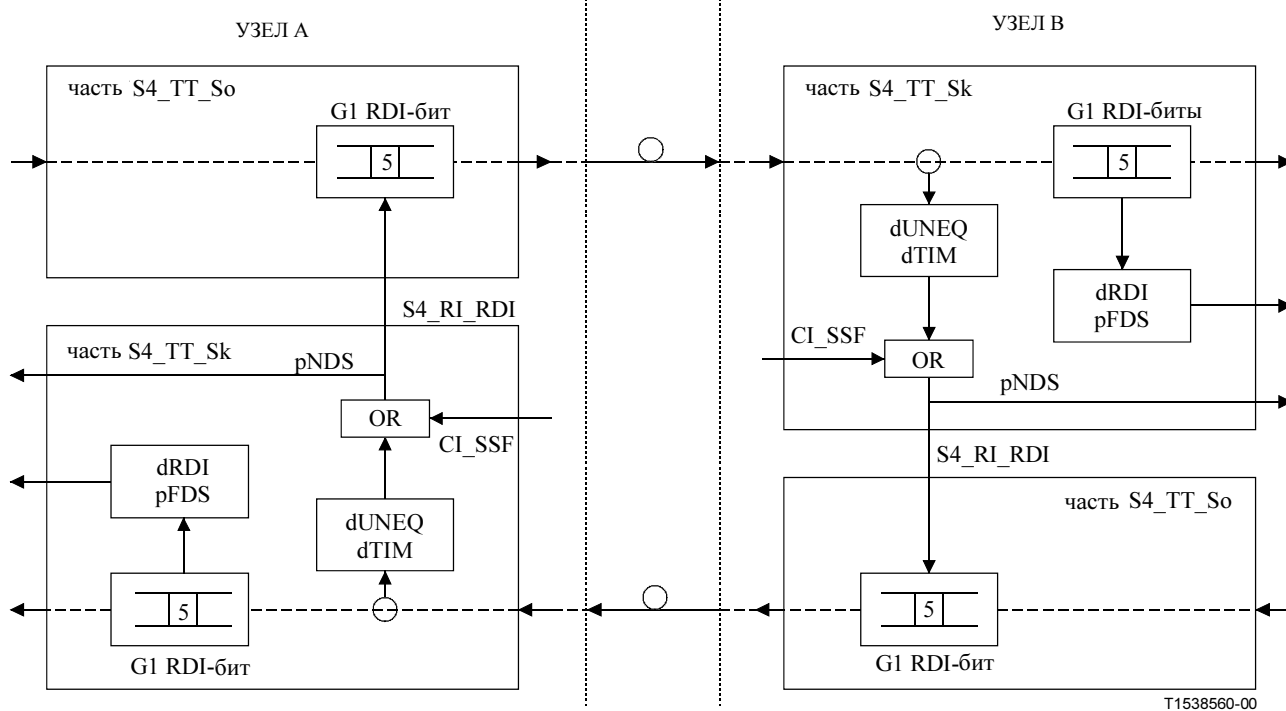 УЗЕЛ А
УЗЕЛ В
часть S4_TT_So
G1 RDI-бит
5
часть S4_TT_Sk
G1 RDI-биты
5
dUNEQ
dTIM
dRDI
pFDS
CI_SSF
OR
pNDS
S4_RI_RDI
S4_RI_RDI
часть S4_TT_Sk
pNDS
OR
CI_SSF
dRDI
pFDS
dUNEQ
dTIM
5
G1 RDI-бит
часть S4_TT_So
5
G1 RDI-бит
T1538560-00